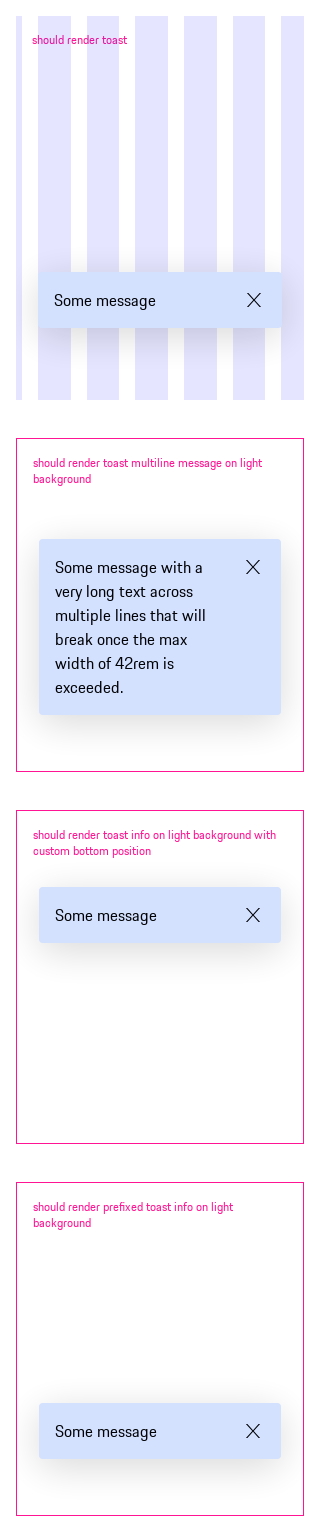 should render toast
Some message
should render toast multiline message on light
background
Some message with a
very long text across
multiple lines that will
break once the max
width of 42rem is
exceeded.
should render toast info on light background with
custom bottom position
Some message
should render prefixed toast info on light
background
Some message